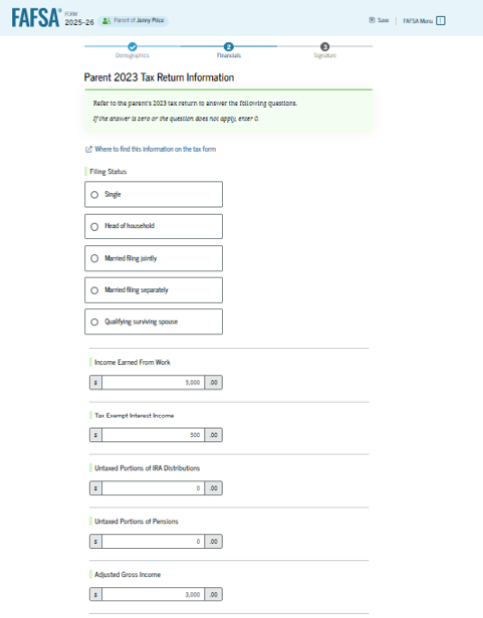 FAFSA FORM 2025-26 Parent of Jenny Price Save FAFSA Menu
Demographics 2 Financials 3 Signature
Parent 2023 Tax Return Information
Refer to the parent's 2023 tax return to answer the following questions.
If the answer is zero or the question does not apply, enter 0.
Where to find this information on the tax form
Filing Status
Single
Head of household
Married filing jointly
Married filing separately
Qualifying surviving spouse
Income Earned From Work
$ 5,000 .00
Tax Exempt Interest Income
$ 500 .00
Untaxed Portions of IRA Distributions
$ 0 .00
Untaxed Portions of Pensions
$ 0 .00
Adjusted Gross Income
$ 3,000 .00